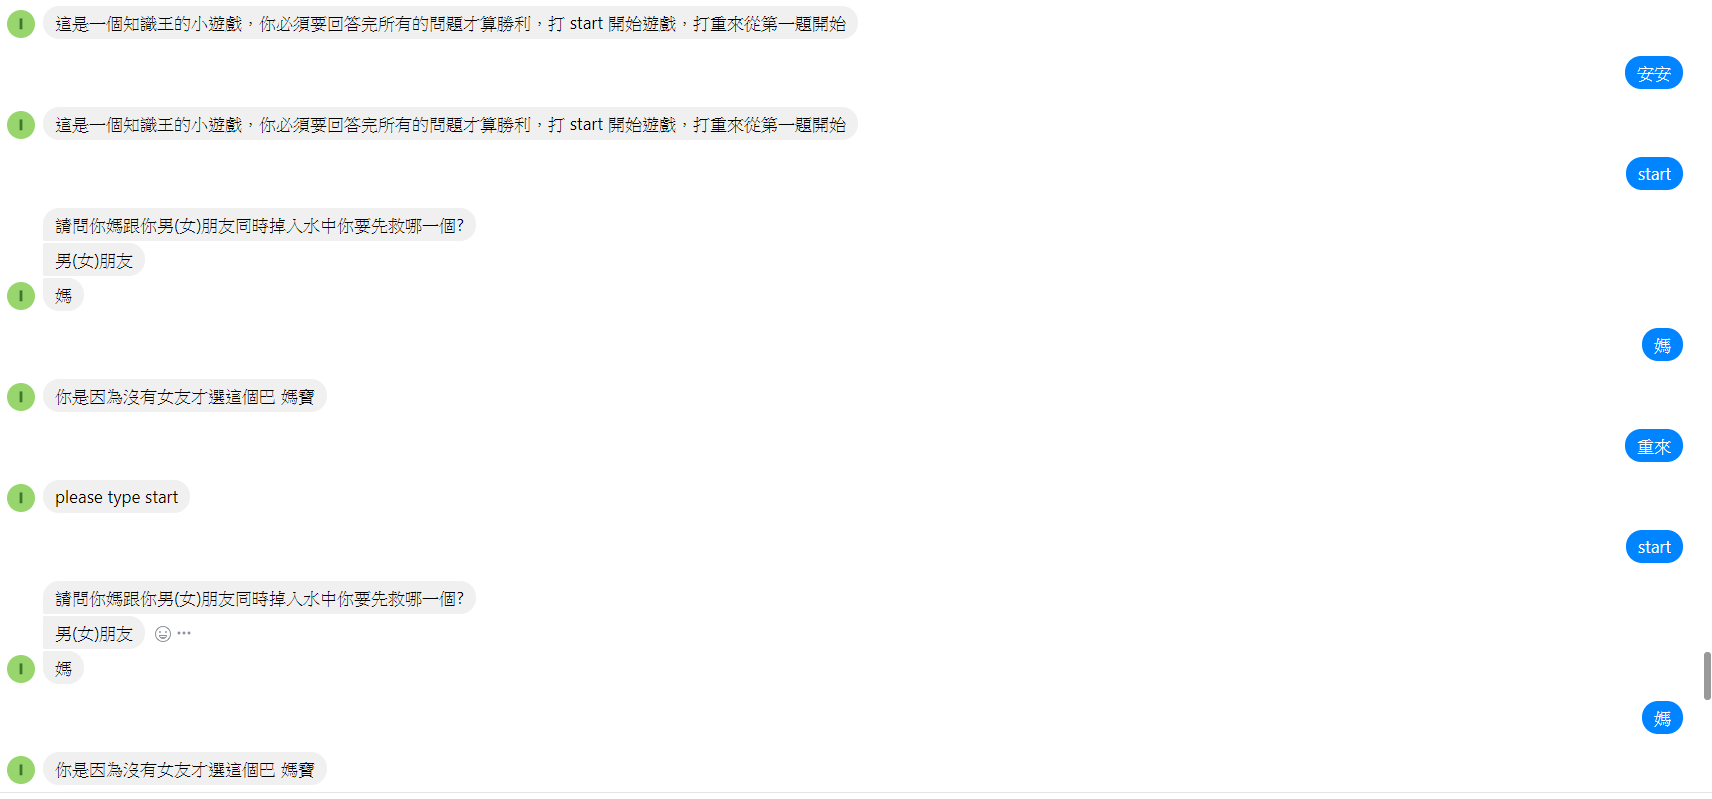 這是一個知識王的小遊戲，你必須要回答完所有的問題才算勝利，打 start 開始遊戲，打重來從第一題開始
安安
這是一個知識王的小遊戲，你必須要回答完所有的問題才算勝利，打 start 開始遊戲，打重來從第一題開始
start
請問你媽跟你男(女)朋友同時掉入水中你要先救哪一個?
男(女)朋友
媽
媽
你是因為沒有女友才選這個巴 媽寶
重來
please type start
start
請問你媽跟你男(女)朋友同時掉入水中你要先救哪一個?
男(女)朋友
媽
媽
你是因為沒有女友才選這個巴 媽寶